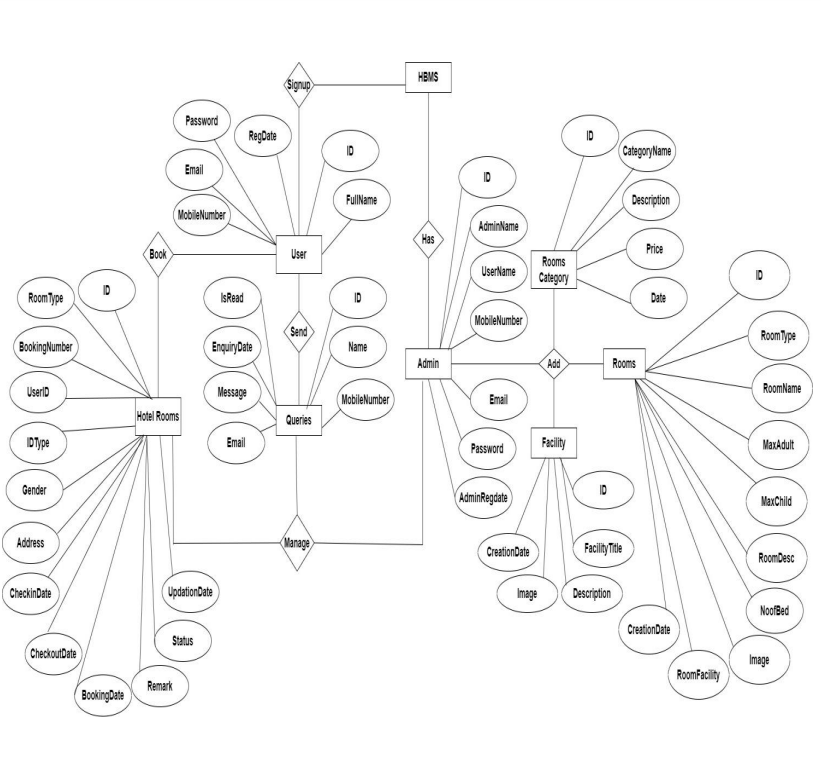 HBMS
Signup
Password
RegDate
ID
Email
FullName
MobileNumber
User
Book
Has
ID
AdminName
UserName
MobileNumber
Admin
Email
Password
AdminRegdate
ID
CategoryName
Description
Price
Date
Rooms
Category
Add
Rooms
ID
RoomType
RoomName
MaxAdult
MaxChild
RoomDesc
NoofBed
Image
RoomFacility
CreationDate
Facility
ID
FacilityTitle
Description
Image
CreationDate
Send
IsRead
ID
EnquiryDate
Name
Message
MobileNumber
Email
Queries
Manage
RoomType
ID
BookingNumber
UserID
Hotel Rooms
IDType
Gender
Address
CheckinDate
CheckoutDate
BookingDate
Remark
Status
UpdationDate